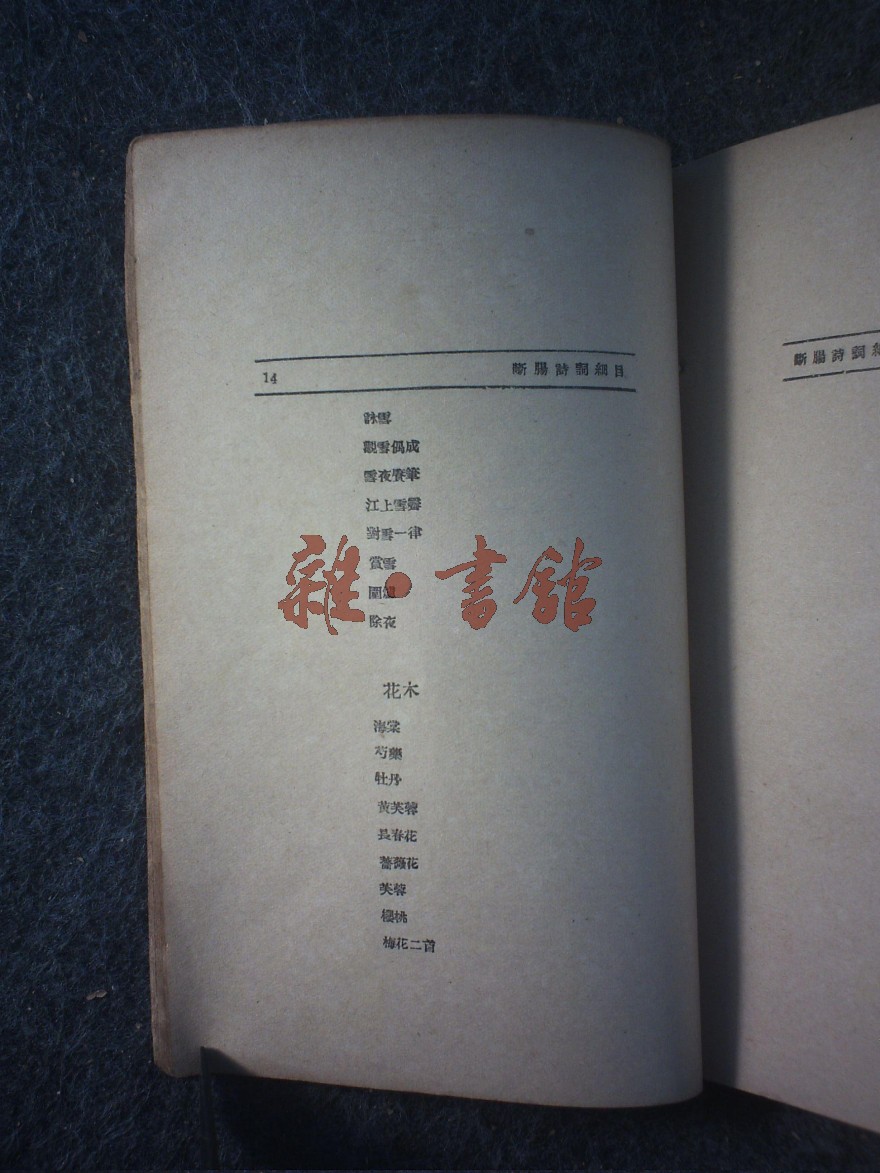 14 斷腸詩詞細目
詠雪
觀雪偶成
雪夜賡筆
江上雪霽
對雪一律
賞雪
圍爐
除夜
花木
海棠
芍藥
牡丹
黃芙蓉
長春花
薔薇花
芙蓉
櫻桃
梅花二首
斷腸詩詞細
雜·書館